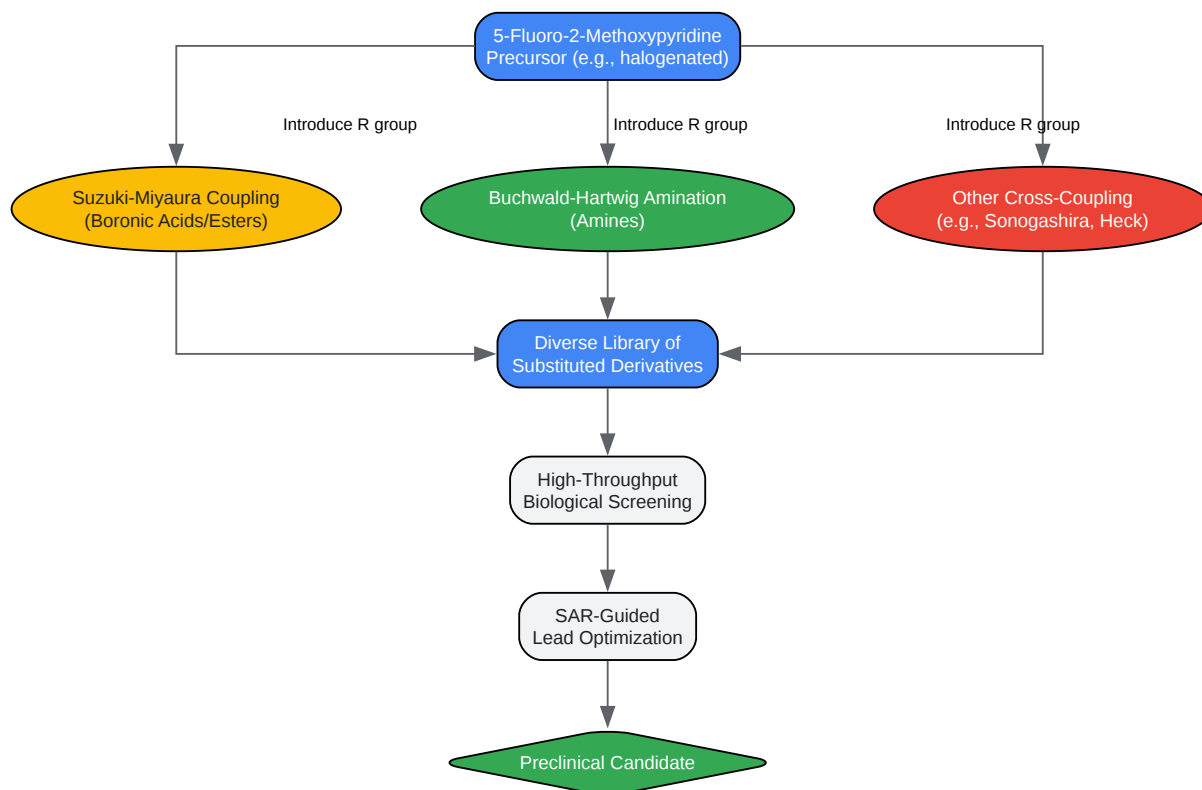 5-Fluoro-2-Methoxypyridine
Precursor (e.g., halogenated)
Introduce R group
Introduce R group
Introduce R group
Suzuki-Miyaura Coupling
(Boronic Acids/Esters)
Buchwald-Hartwig Amination
(Amines)
Other Cross-Coupling
(e.g., Sonogashira, Heck)
Diverse Library of
Substituted Derivatives
High-Throughput
Biological Screening
SAR-Guided
Lead Optimization
Preclinical Candidate